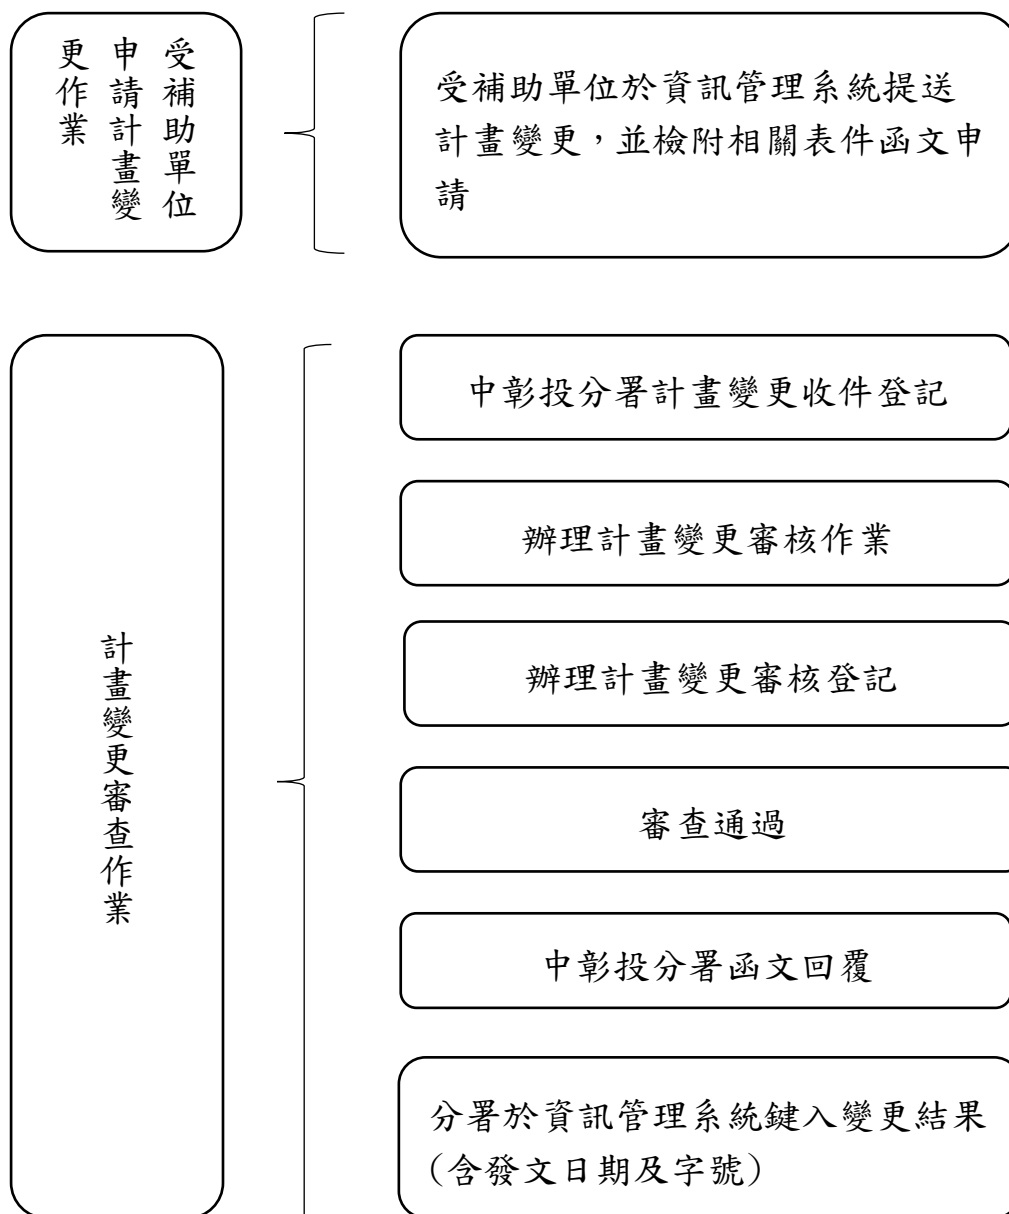 受補助單位
申請計畫變
更作業
受補助單位於資訊管理系統提送
計畫變更，並檢附相關表件函文申
請
計畫變更審查作業
中彰投分署計畫變更收件登記
辦理計畫變更審核作業
辦理計畫變更審核登記
審查通過
中彰投分署函文回覆
分署於資訊管理系統鍵入變更結果
(含發文日期及字號)